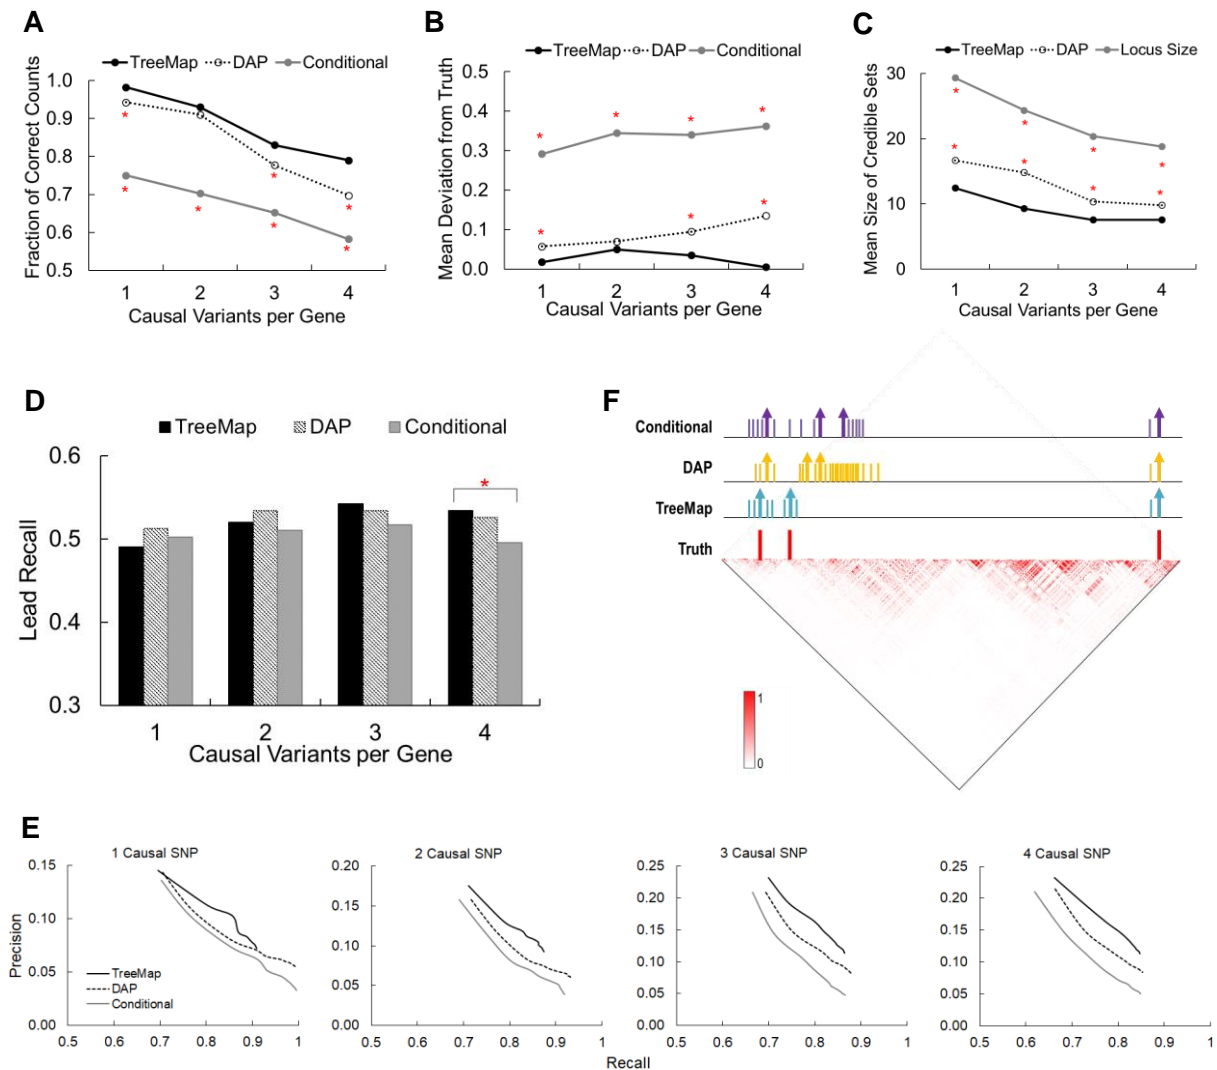 A
TreeMap DAP Conditional
Fraction of Correct Counts
1.0
0.9
0.8
0.7
0.6
0.5
* * * * * * *
1 2 3 4
Causal Variants per Gene
B
TreeMap DAP Conditional
Mean Deviation from Truth
0.5
0.4
0.3
0.2
0.1
0.0
* * * * * * *
1 2 3 4
Causal Variants per Gene
C
TreeMap DAP Locus Size
Mean Size of Credible Sets
30
20
10
0
* * * * * * * *
1 2 3 4
Causal Variants per Gene
D
TreeMap DAP Conditional
Lead Recall
0.6
0.5
0.4
0.3
*
1 2 3 4
Causal Variants per Gene
F
Conditional
DAP
TreeMap
Truth
1
0
E
Precision
1 Causal SNP
0.15
0.10
0.05
0.00
TreeMap
DAP
Conditional
0.5 0.6 0.7 0.8 0.9 1
2 Causal SNP
0.20
0.15
0.10
0.05
0.00
0.5 0.6 0.7 0.8 0.9 1
3 Causal SNP
0.25
0.20
0.15
0.10
0.05
0.00
0.5 0.6 0.7 0.8 0.9 1
4 Causal SNP
0.25
0.20
0.15
0.10
0.05
0.00
0.5 0.6 0.7 0.8 0.9 1
Recall